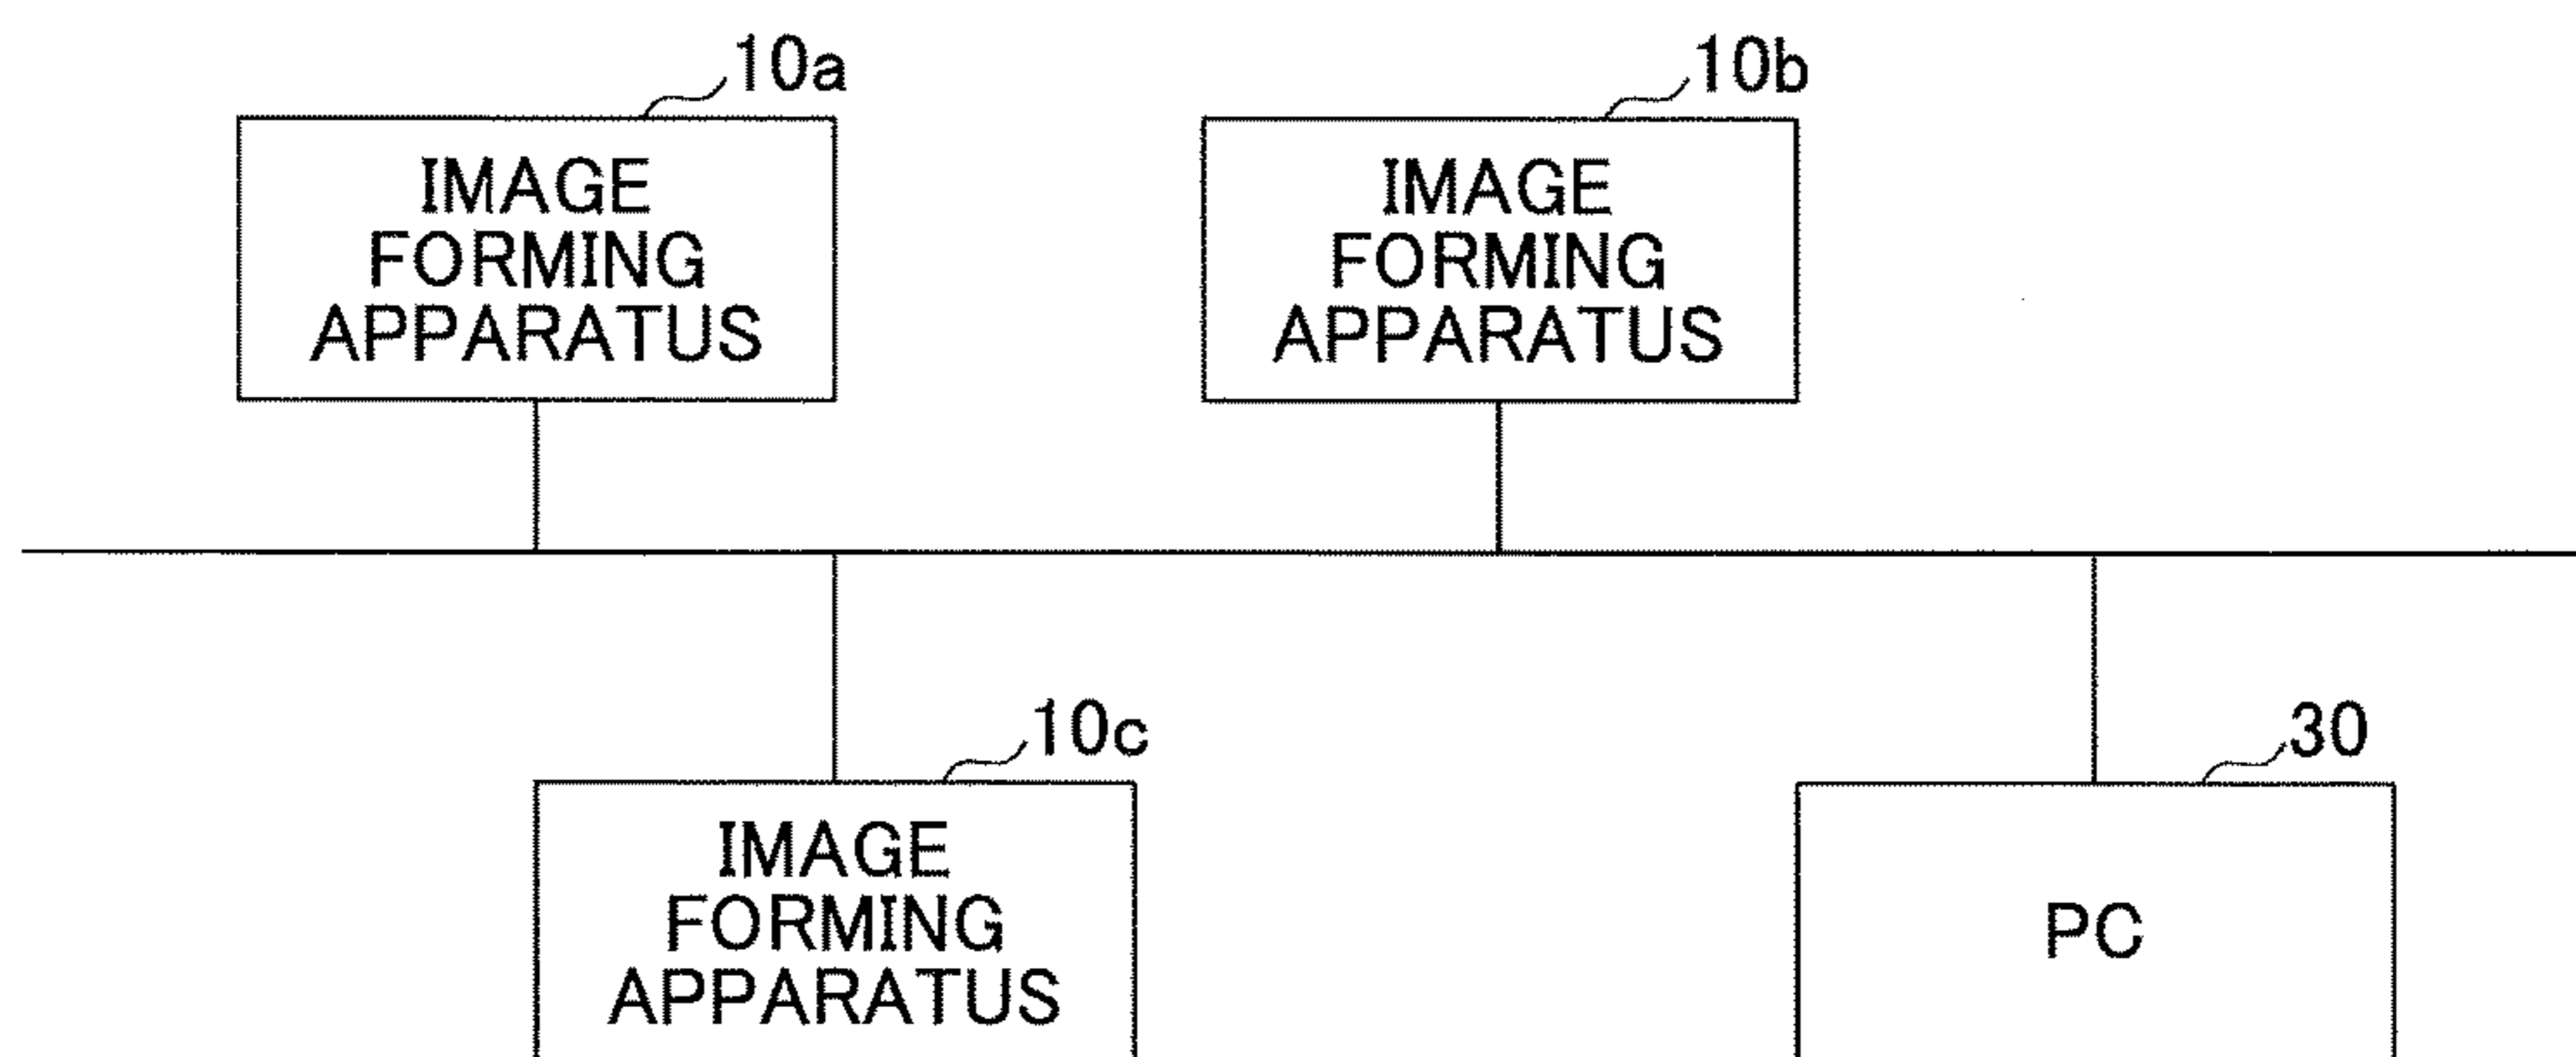 10a
IMAGE
FORMING
APPARATUS
10b
IMAGE
FORMING
APPARATUS
10c
IMAGE
FORMING
APPARATUS
30
PC